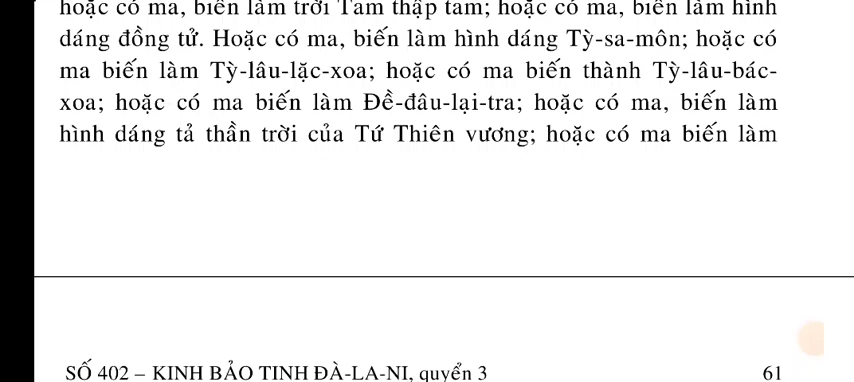 hoặc có ma, biến làm trời Tam thập tam; hoặc có ma, biến làm hình
dáng đồng tử. Hoặc có ma, biến làm hình dáng Tỳ-sa-môn; hoặc có
ma biến làm Tỳ-lâu-lặc-xoa; hoặc có ma biến thành Tỳ-lâu-bác-
xoa; hoặc có ma biến làm Đề-đâu-lại-tra; hoặc có ma, biến làm
hình dáng tả thần trời của Tứ Thiên vương; hoặc có ma biến làm
SỐ 402 – KINH BẢO TINH ĐÀ-LA-NI, quyển 3 61